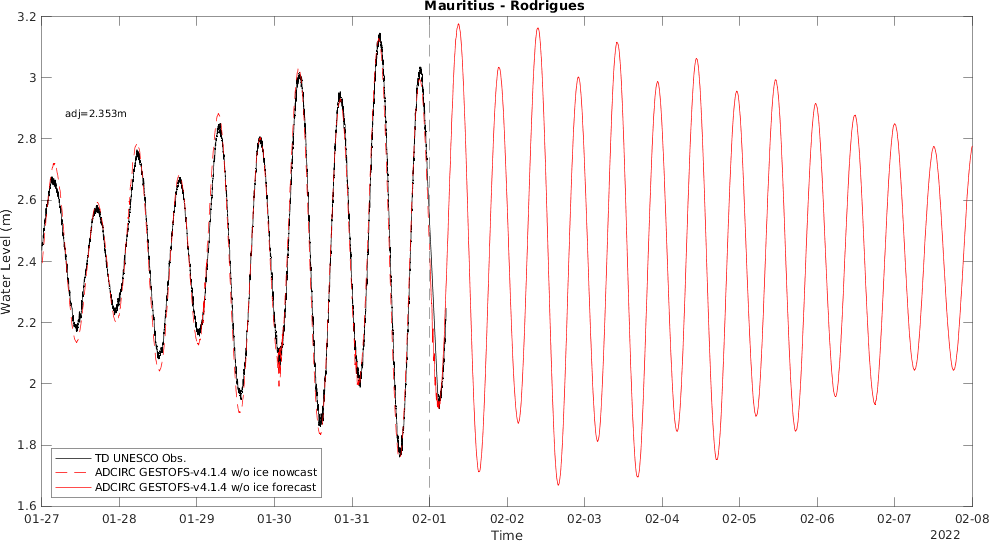 Mauritius - Rodrigues
3.2
3
2.8
2.6
2.4
2.2
2
1.8
1.6
Water Level (m)
adj=2.353m
TD UNESCO Obs.
ADCIRC GESTOFS-v4.1.4 w/o ice nowcast
ADCIRC GESTOFS-v4.1.4 w/o ice forecast
01-27 01-28 01-29 01-30 01-31 02-01 02-02 02-03 02-04 02-05 02-06 02-07 02-08
Time
2022